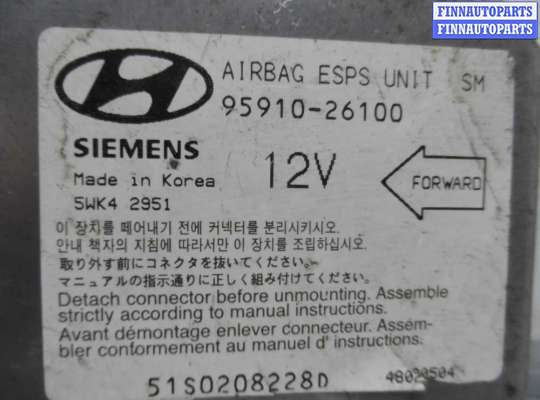 FINNAUTOPARTS
FINNAUTOPARTS
AIRBAG ESPS UNIT SM
95910-26100
SIEMENS
12V
FORWARD
Made in Korea
5WK4 2951
이 장치를 떼어내기 전에 커넥터를 분리시키시오.
안내 책자의 지침에 따라서만 이 장치를 조립하십시오.
取り外す前にコネクタを抜いてください。
マニュアルの指示通りに正しく組み付けてください。
Detach connector before unmounting. Assemble
strictly according to manual instructions.
Avant démontage enlever connecteur. Assem-
bler conformement au manuel d' instructions.
51S0208228D
48020504
FINNAUTOPARTS
FINNAUTOPARTS